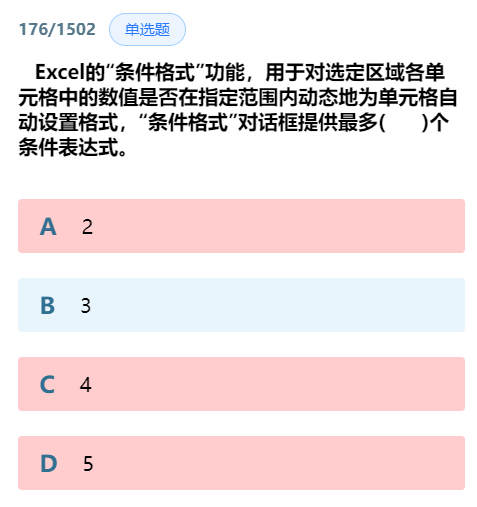 176/1502 单选题
Excel的“条件格式”功能，用于对选定区域各单
元格中的数值是否在指定范围内动态地为单元格自
动设置格式，“条件格式”对话框提供最多(      )个
条件表达式。
A 2
B 3
C 4
D 5